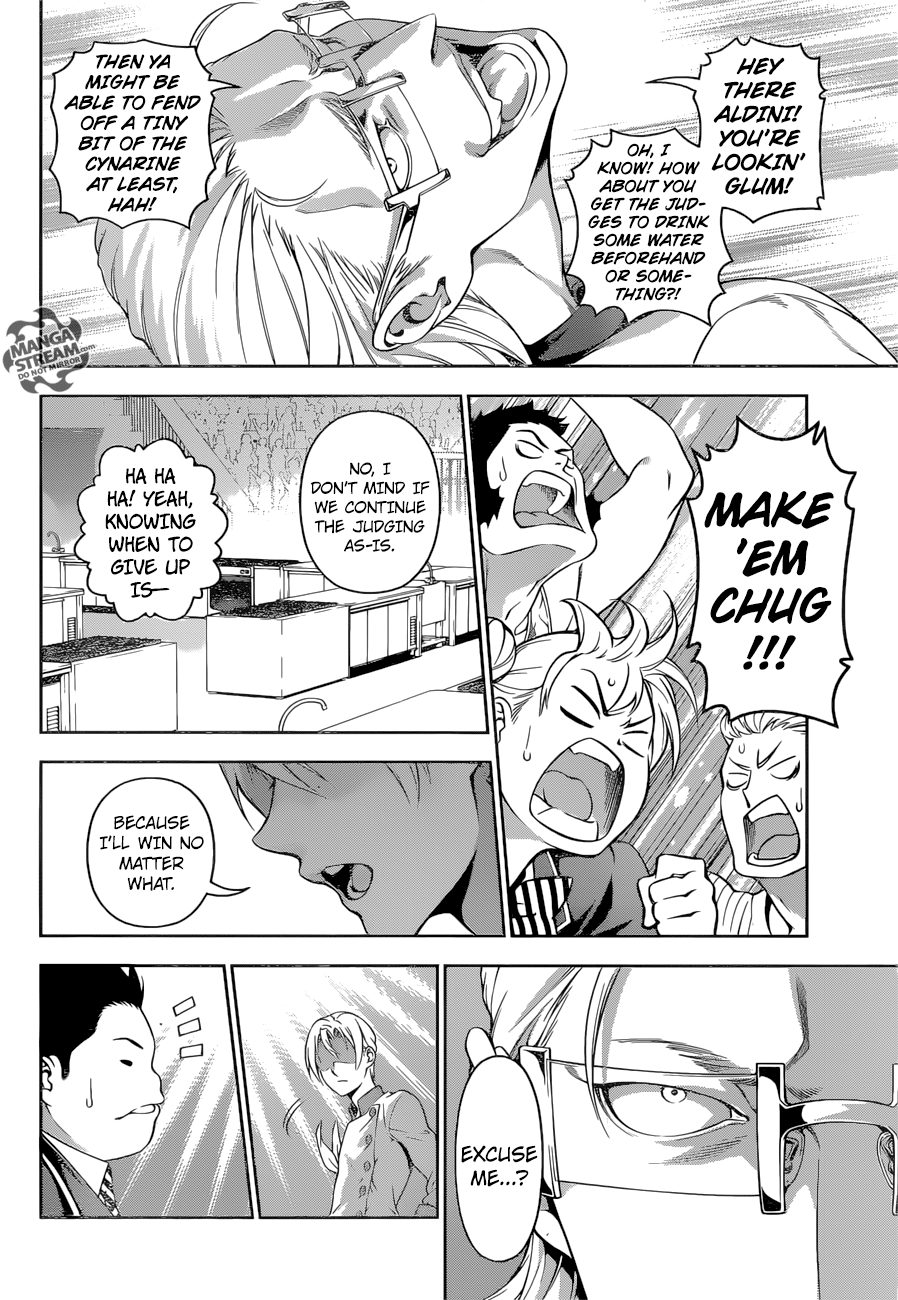 HEY
THERE
ALDINI!
YOU'RE
LOOKIN'
GLUM!
OH, I
KNOW! HOW
ABOUT YOU
GET THE JUD-
GES TO DRINK
SOME WATER
BEFOREHAND
OR SOME-
THING?!
THEN YA
MIGHT BE
ABLE TO FEND
OFF A TINY
BIT OF THE
CYNARINE
AT LEAST,
HAH!
MANGA
STREAM.com
DO NOT MIRROR
MAKE
'EM
CHUG
!!!
NO, I
DON'T MIND IF
WE CONTINUE
THE JUDGING
AS-IS.
HA HA
HA! YEAH,
KNOWING
WHEN TO
GIVE UP
IS—
BECAUSE
I'LL WIN NO
MATTER
WHAT.
EXCUSE
ME...?